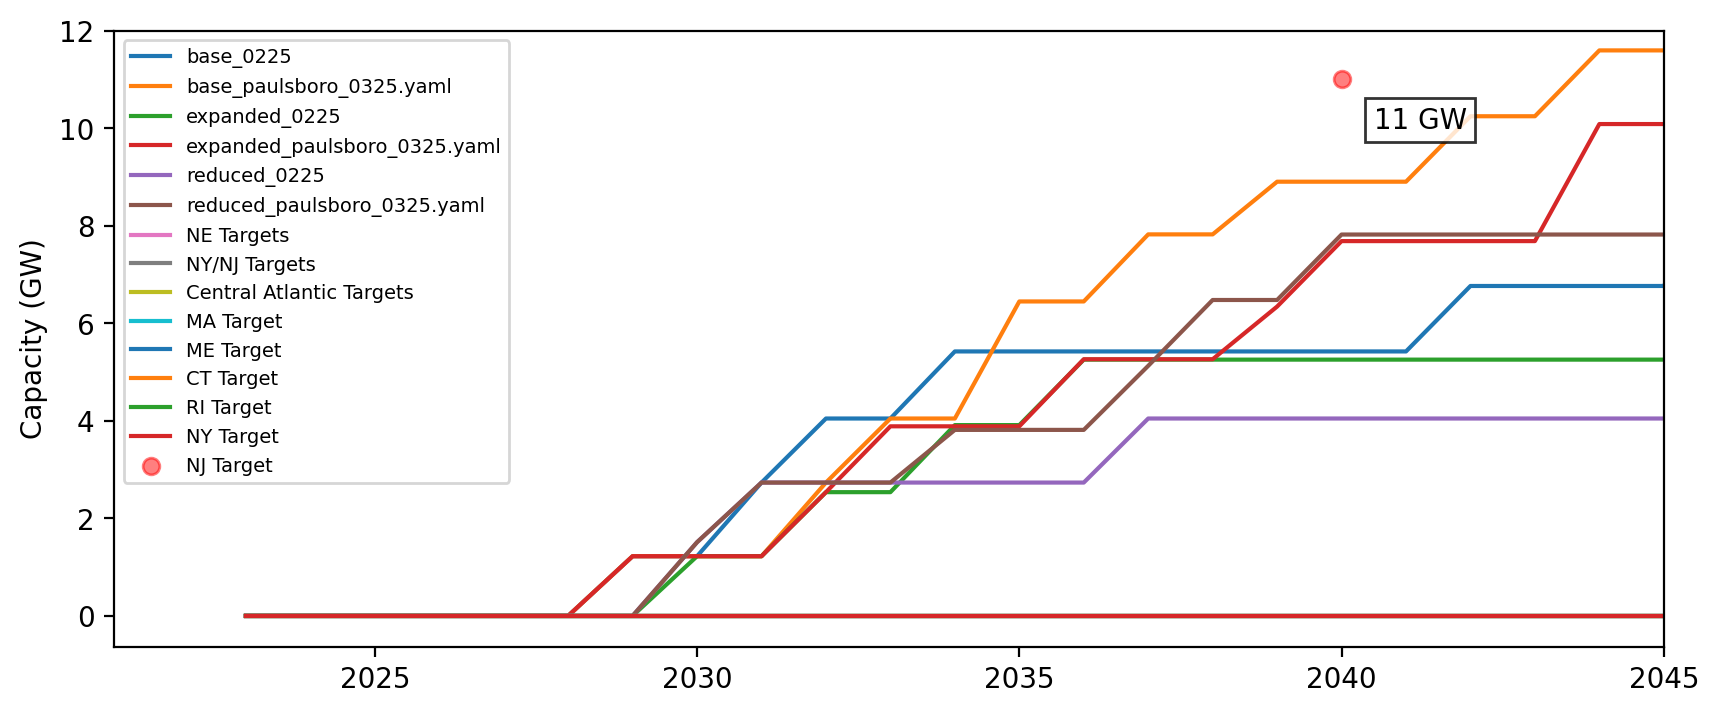 12
10
8
6
4
2
0
Capacity (GW)
base_0225
base_paulsboro_0325.yaml
expanded_0225
expanded_paulsboro_0325.yaml
reduced_0225
reduced_paulsboro_0325.yaml
NE Targets
NY/NJ Targets
Central Atlantic Targets
MA Target
ME Target
CT Target
RI Target
NY Target
NJ Target
11 GW
2025 2030 2035 2040 2045